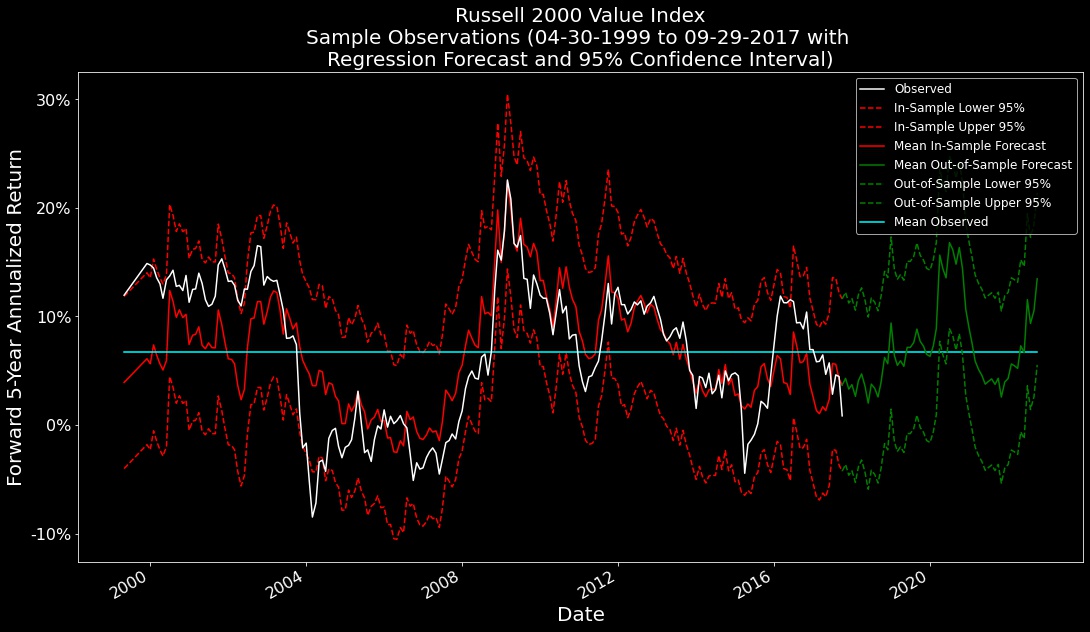 Russell 2000 Value Index
Sample Observations (04-30-1999 to 09-29-2017 with
Regression Forecast and 95% Confidence Interval)
Forward 5-Year Annualized Return
30%
20%
10%
0%
-10%
Observed
In-Sample Lower 95%
In-Sample Upper 95%
Mean In-Sample Forecast
Mean Out-of-Sample Forecast
Out-of-Sample Lower 95%
Out-of-Sample Upper 95%
Mean Observed
2000
2004
2008
2012
2016
2020
Date